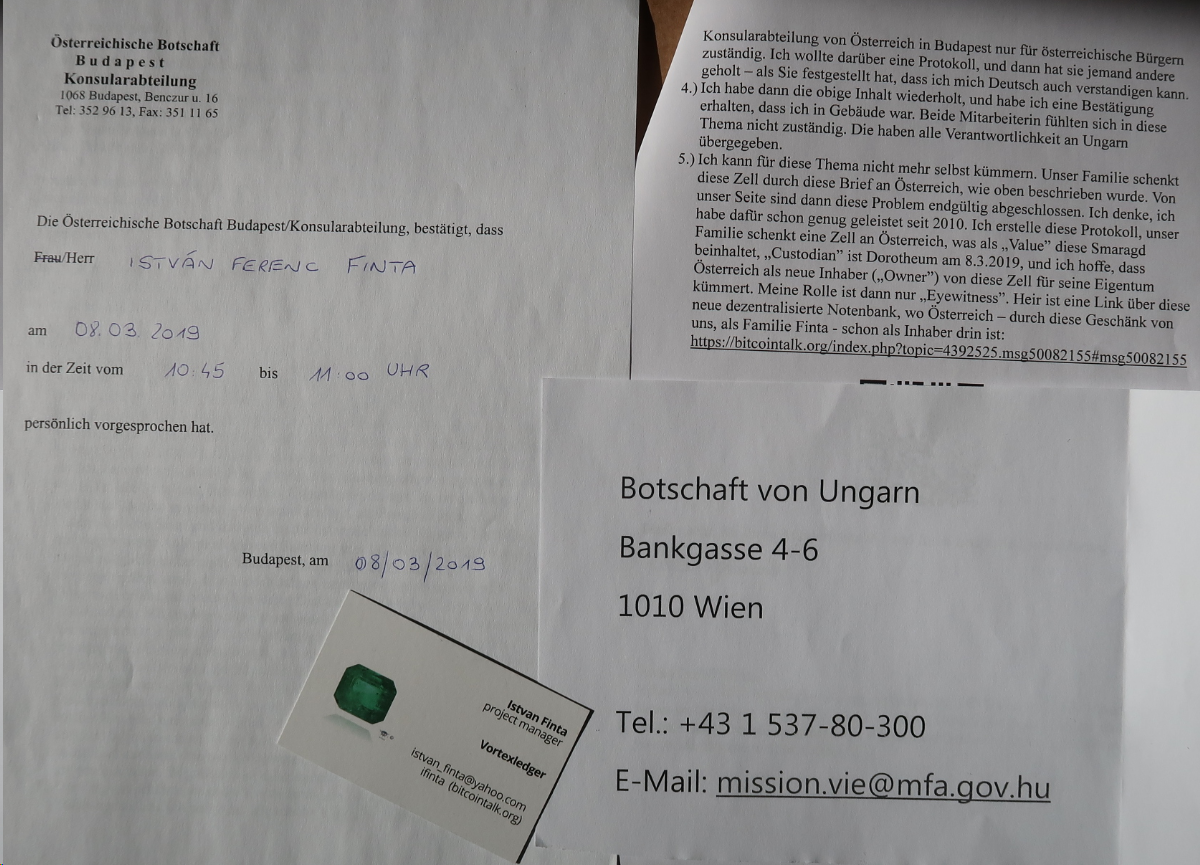 Österreichische Botschaft
Budapest
Konsularabteilung
1068 Budapest, Benczur u. 16
Tel: 352 96 13, Fax: 351 11 65
Die Österreichische Botschaft Budapest/Konsularabteilung, bestätigt, dass
Frau/Herr ISTVÁN FERENC FINTA
am 08.03.2019
in der Zeit vom 10:45 bis 11:00 UHR
persönlich vorgesprochen hat.
Budapest, am 08/03/2019
Konsularabteilung von Österreich in Budapest nur für österreichische Bürgern
zuständig. Ich wollte darüber eine Protokoll, und dann hat sie jemand andere
geholt – als Sie festgestellt hat, dass ich mich Deutsch auch verstandigen kann.
4.) Ich habe dann die obige Inhalt wiederholt, und habe ich eine Bestätigung
erhalten, dass ich in Gebäude war. Beide Mitarbeiterin fühlten sich in diese
Thema nicht zuständig. Die haben alle Verantwortlichkeit an Ungarn
übergegeben.
5.) Ich kann für diese Thema nicht mehr selbst kümmern. Unser Familie schenkt
diese Zell durch diese Brief an Österreich, wie oben beschrieben wurde. Von
unser Seite sind dann diese Problem endgültig abgeschlossen. Ich denke, ich
habe dafür schon genug geleistet seit 2010. Ich erstelle diese Protokoll, unser
Familie schenkt eine Zell an Österreich, was als „Value” diese Smaragd
beinhaltet, „Custodian” ist Dorotheum am 8.3.2019, und ich hoffe, dass
Österreich als neue Inhaber („Owner”) von diese Zell für seine Eigentum
kümmert. Meine Rolle ist dann nur „Eyewitness”. Heir ist eine Link über diese
neue dezentralisierte Notenbank, wo Österreich – durch diese Geschänk von
uns, als Familie Finta - schon als Inhaber drin ist:
https://bitcointalk.org/index.php?topic=4392525.msg50082155#msg50082155
Botschaft von Ungarn
Bankgasse 4-6
1010 Wien
Tel.: +43 1 537-80-300
E-Mail: mission.vie@mfa.gov.hu
Istvan Finta
project manager
Vortexledger
istvan_finta@yahoo.com
ifinta (bitcointalk.org)